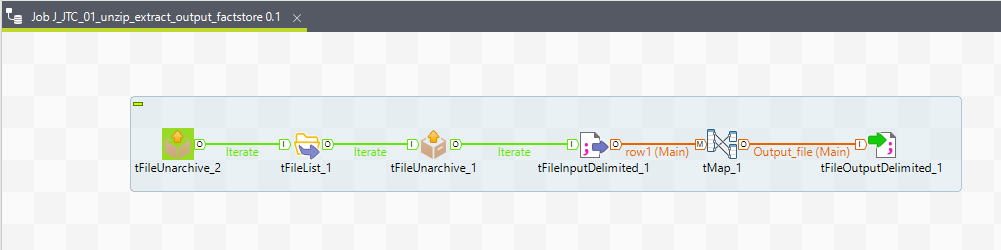 Job J_JTC_01_unzip_extract_output_factstore 0.1
Iterate
Iterate
Iterate
row1 (Main)
Output_file (Main)
O
I
O
I
O
I
O
M
O
I
tFileUnarchive_2
tFileList_1
tFileUnarchive_1
tFileInputDelimited_1
tMap_1
tFileOutputDelimited_1